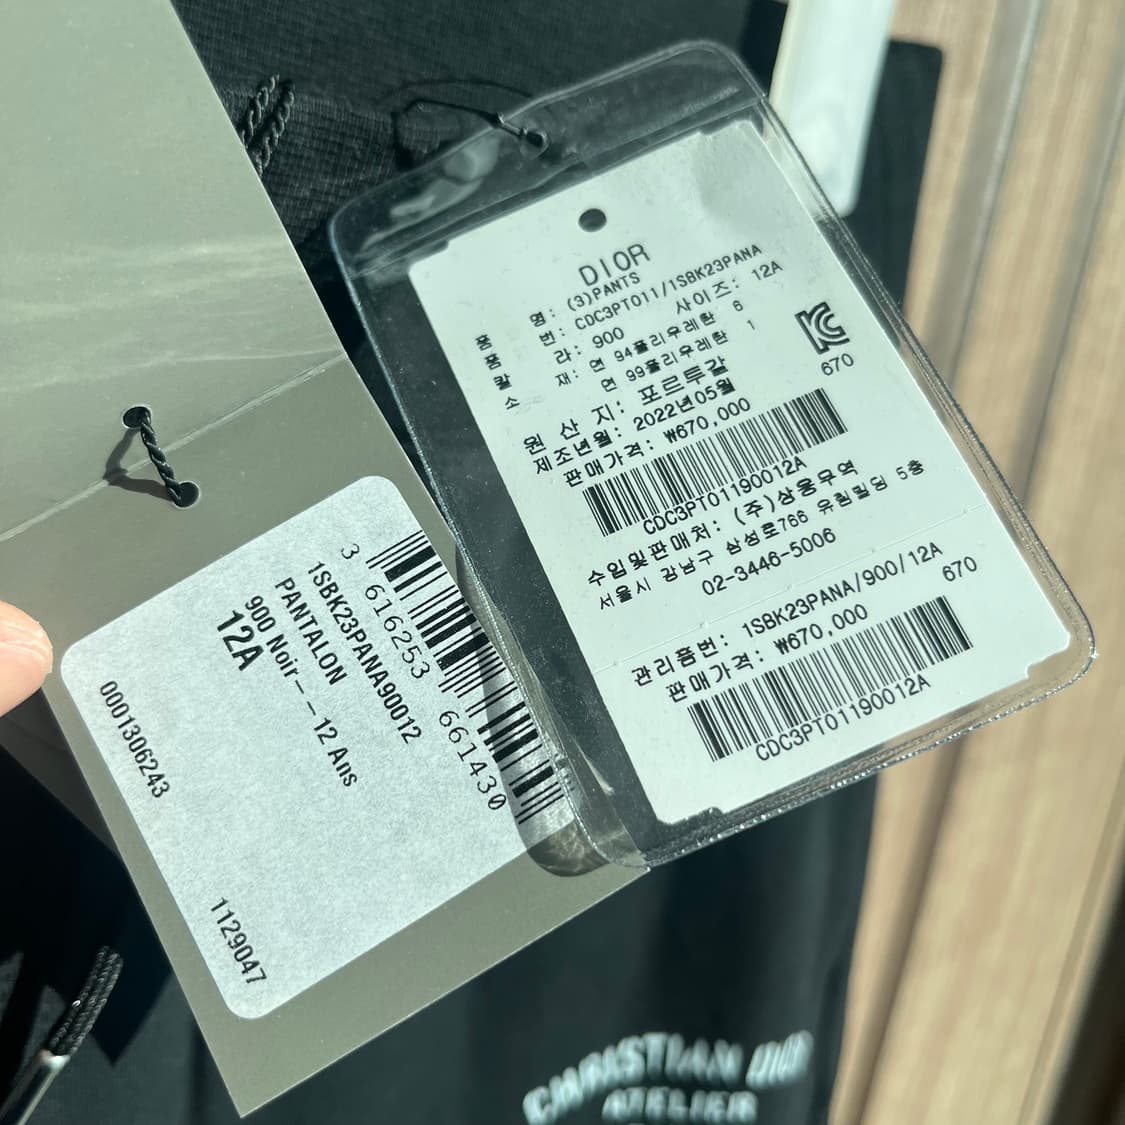 DIOR
품 명: (3)PANTS
품 번: CDC3PT011/1SBK23PANA
칼 라: 900 사이즈: 12A
소 재: 면 94폴리우레탄 6
면 99폴리우레탄 1
원 산 지: 포르투갈
제조년월: 2022년05월
판매가격: ₩670,000
670
CDC3PT01190012A
수입및판매처: (주)상용무역
서울시 강남구 삼성로766 유원빌딩 5층
02-3446-5006
관리품번: 1SBK23PANA/900/12A
판매가격: ₩670,000
670
CDC3PT01190012A
3 616253 661430
1SBK23PANA90012
PANTALON
900 Noir-- 12 Ans
12A
0001306243
1129047
CHRISTIAN DIOR
ATELIER